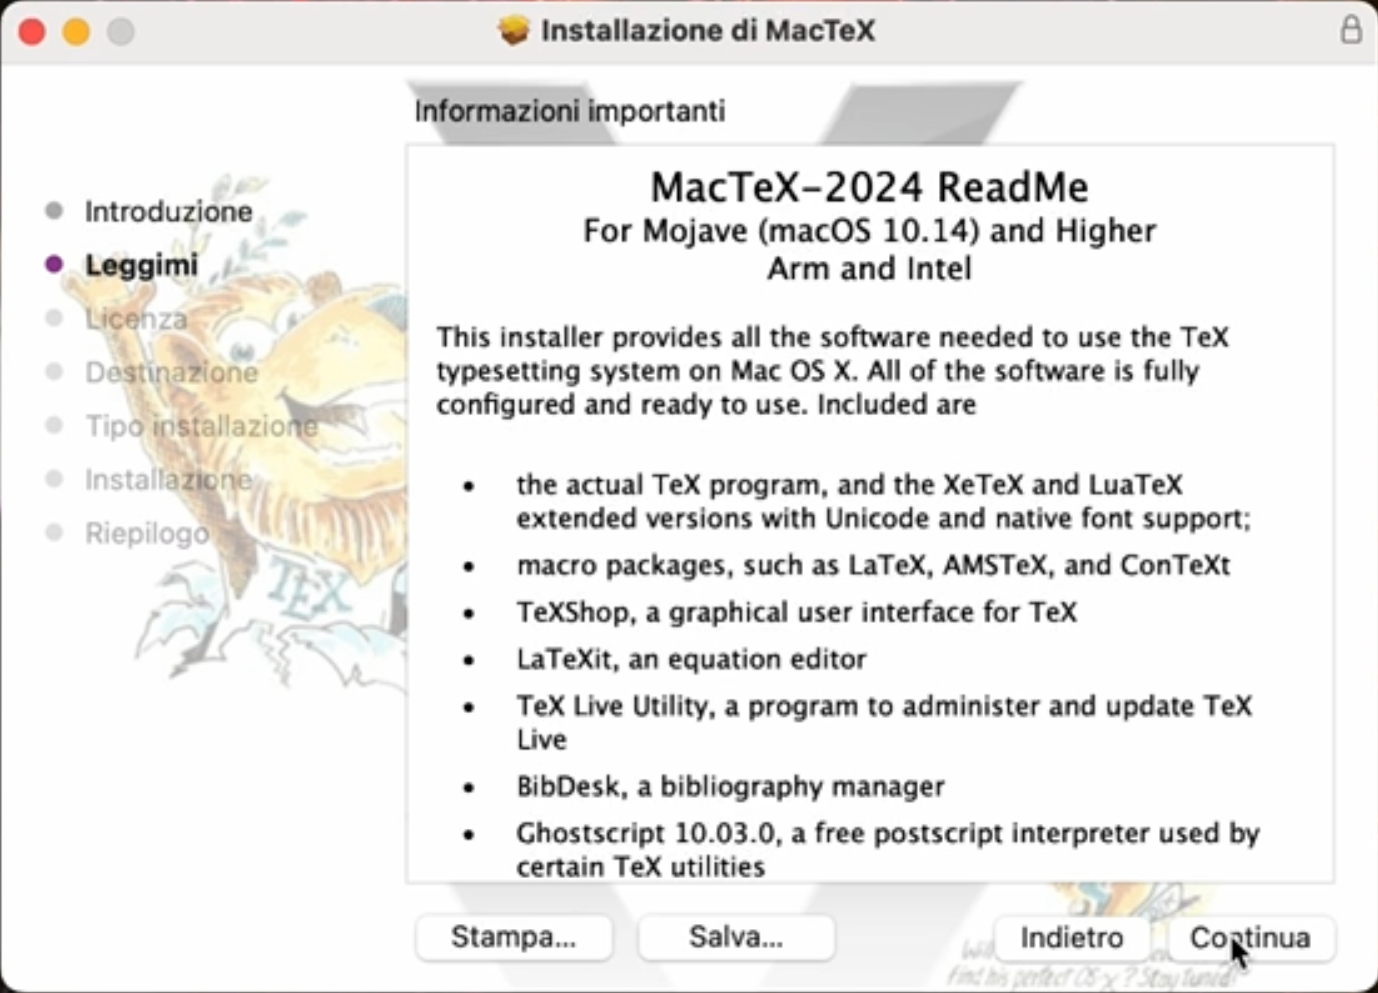 Installazione di MacTeX
Informazioni importanti
Introduzione
Leggimi
Licenza
Destinazione
Tipo installazione
Installazione
Riepilogo
MacTeX-2024 ReadMe
For Mojave (macOS 10.14) and Higher
Arm and Intel
This installer provides all the software needed to use the TeX
typesetting system on Mac OS X. All of the software is fully
configured and ready to use. Included are
• the actual TeX program, and the XeTeX and LuaTeX
extended versions with Unicode and native font support;
• macro packages, such as LaTeX, AMSTeX, and ConTeXt
• TeXShop, a graphical user interface for TeX
• LaTeXit, an equation editor
• TeX Live Utility, a program to administer and update TeX
Live
• BibDesk, a bibliography manager
• Ghostscript 10.03.0, a free postscript interpreter used by
certain TeX utilities
TEX
Stampa...
Salva...
Indietro
Continua
find his perfect OS X? Stay tuned!